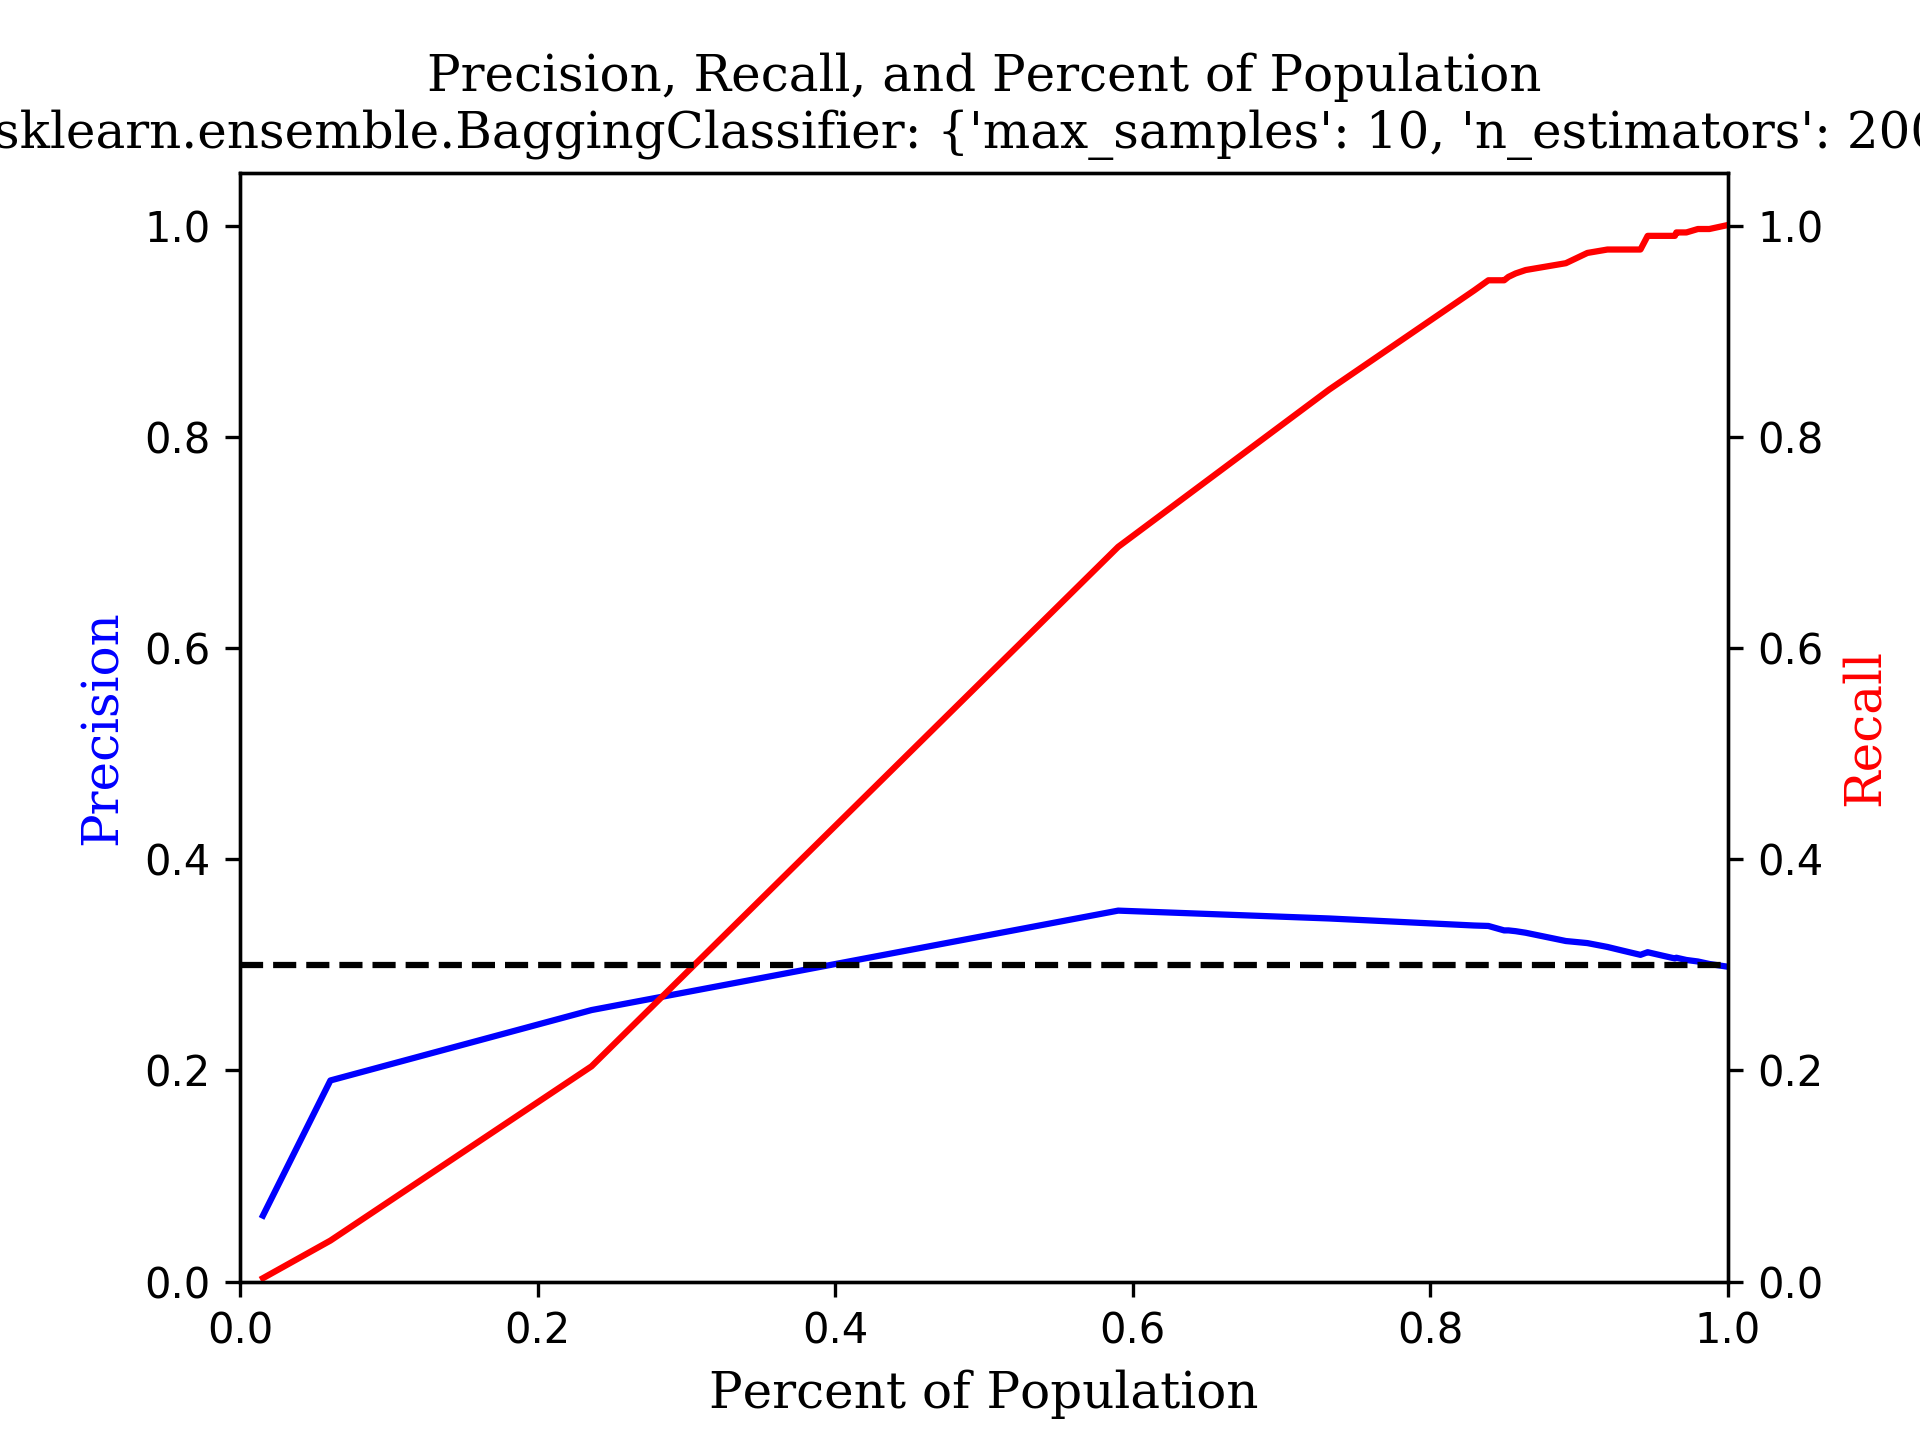 Precision, Recall, and Percent of Population
sklearn.ensemble.BaggingClassifier: {'max_samples': 10, 'n_estimators': 200
1.0
0.8
0.6
0.4
0.2
0.0
Precision
1.0
0.8
0.6
0.4
0.2
0.0
Recall
0.0 0.2 0.4 0.6 0.8 1.0
Percent of Population